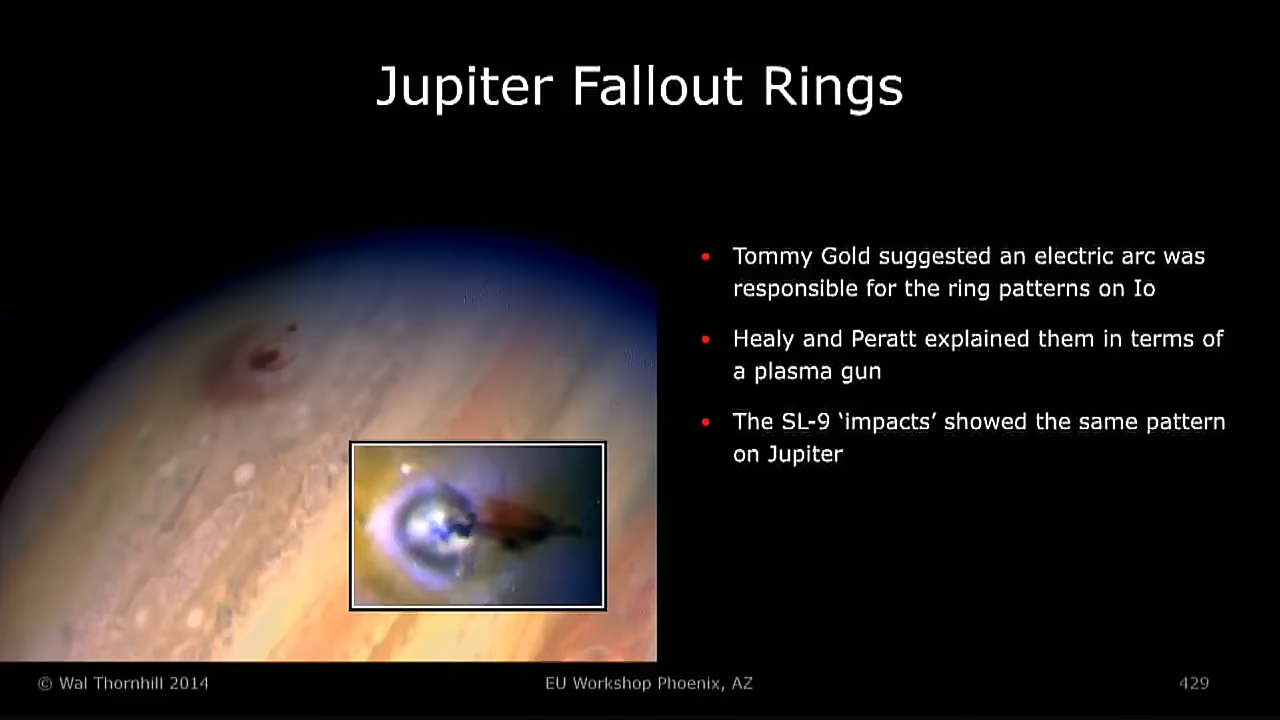 Jupiter Fallout Rings
• Tommy Gold suggested an electric arc was
responsible for the ring patterns on Io
• Healy and Peratt explained them in terms of
a plasma gun
• The SL-9 ‘impacts’ showed the same pattern
on Jupiter
© Wal Thornhill 2014
EU Workshop Phoenix, AZ
429